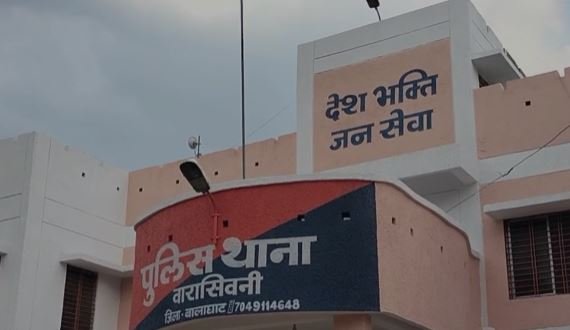 देश भक्ति
जन सेवा
पुलिस थाना
वारासिवनी
जिला-बालाघाट 7049114648